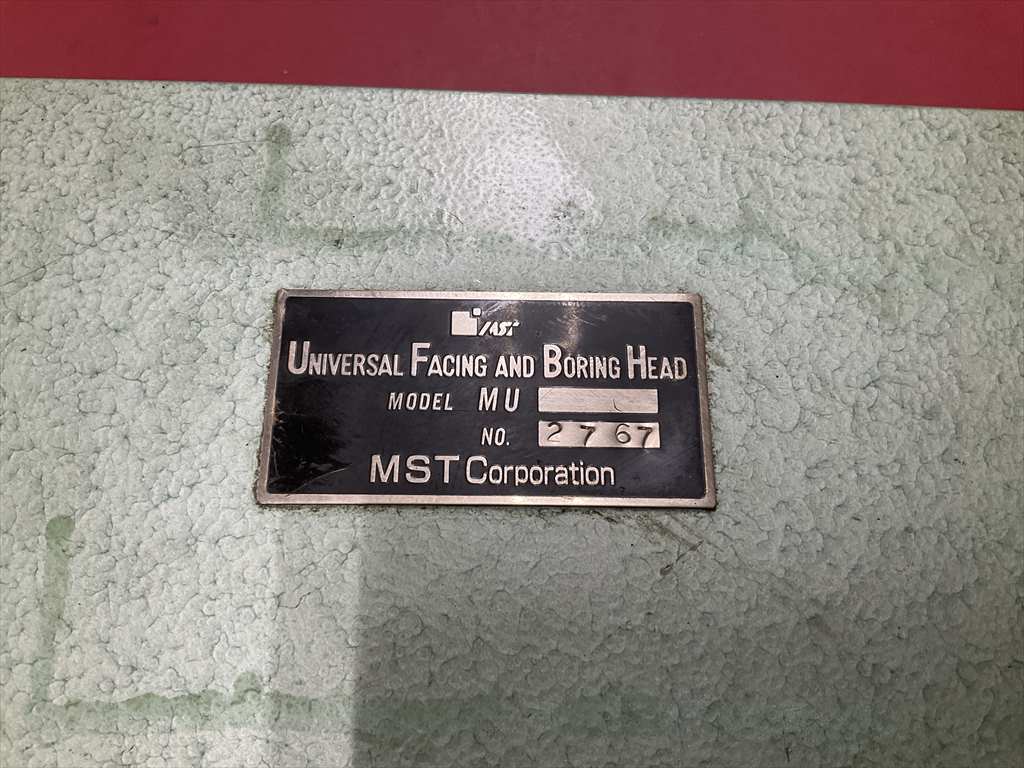 MST
UNIVERSAL FACING AND BORING HEAD
MODEL MU
NO. 2767
MST Corporation